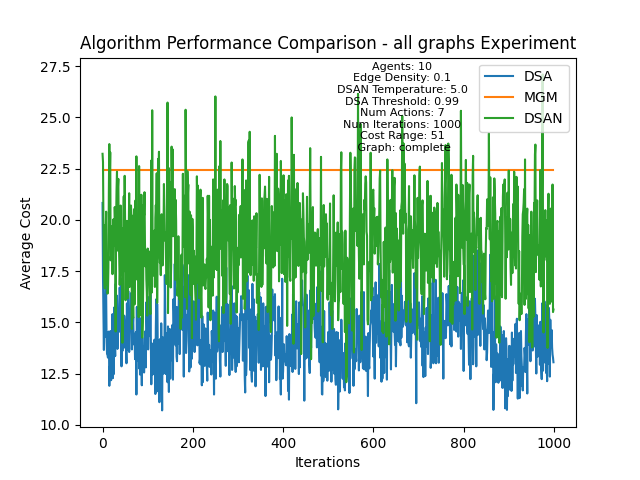 Algorithm Performance Comparison - all graphs Experiment
Agents: 10
Edge Density: 0.1
DSAN Temperature: 5.0
DSA Threshold: 0.99
Num Actions: 7
Num Iterations: 1000
Cost Range: 51
Graph: complete
DSA
MGM
DSAN
Average Cost
27.5
25.0
22.5
20.0
17.5
15.0
12.5
10.0
0
200
400
600
800
1000
Iterations